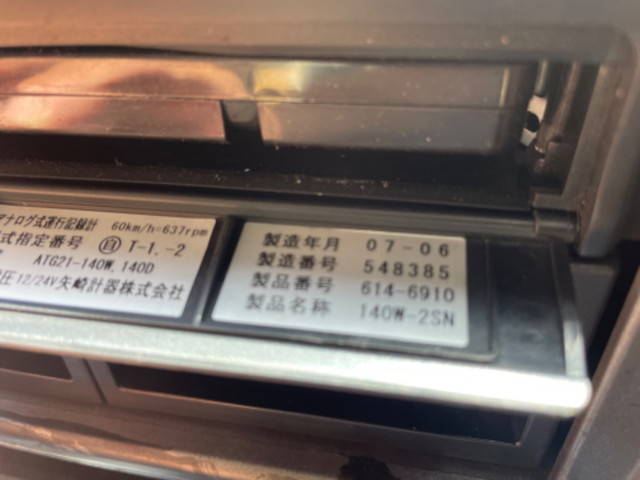 ナログ式運行記録計 60km/h=637rpm
式指定番号 自 T-1.-2
ATG21-140W,140D
圧12/24V矢崎計器株式会社
製造年月 07-06
製造番号 548385
製品番号 614-6910
製品名称 140W-2SN